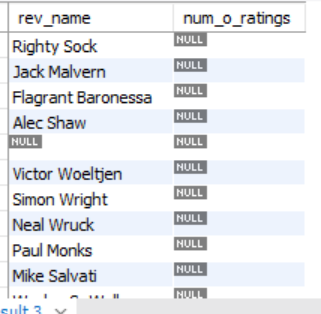 rev_name num_o_ratings
Righty Sock NULL
Jack Malvern NULL
Flagrant Baronessa NULL
Alec Shaw NULL
NULL NULL
Victor Woeltjen NULL
Simon Wright NULL
Neal Wruck NULL
Paul Monks NULL
Mike Salvati NULL
NULL
sult 3